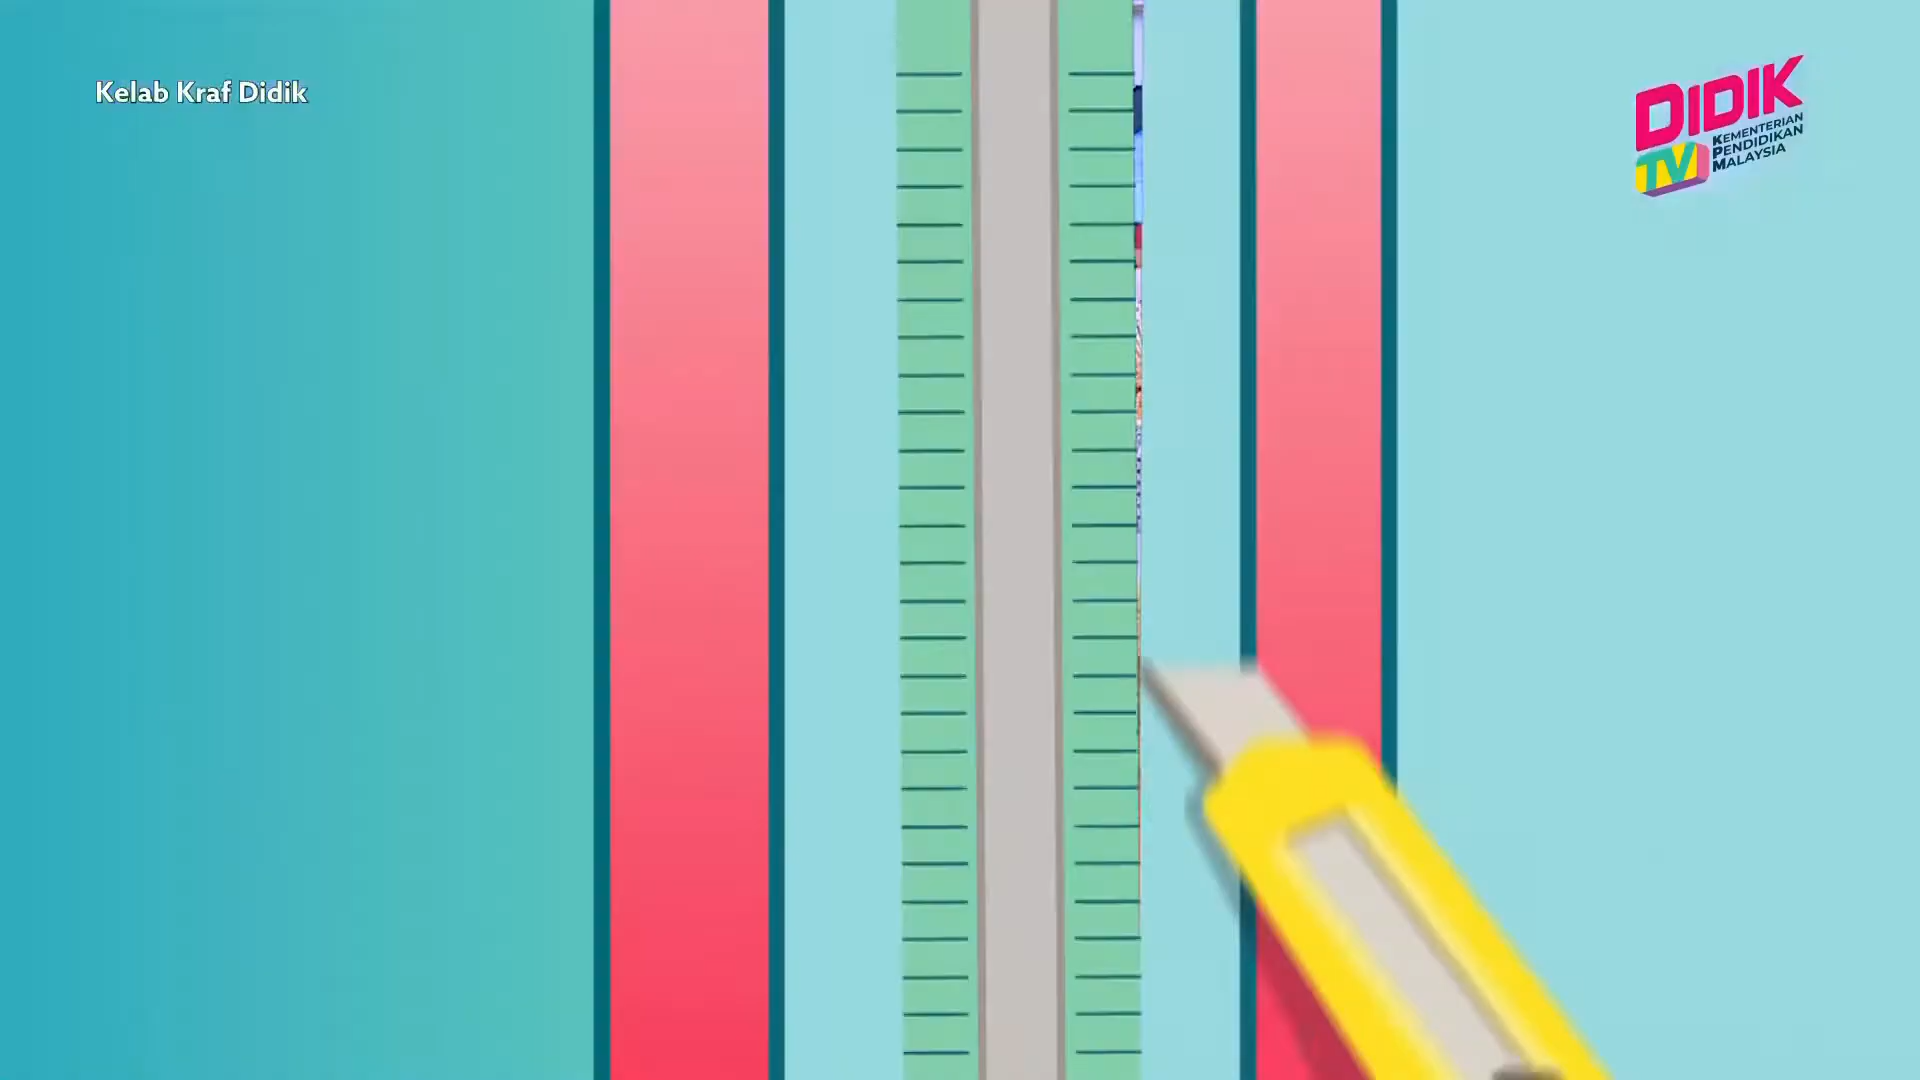 Kelab Kraf Didik
DIDIK
TV
KEMENTERIAN
PENDIDIKAN
MALAYSIA